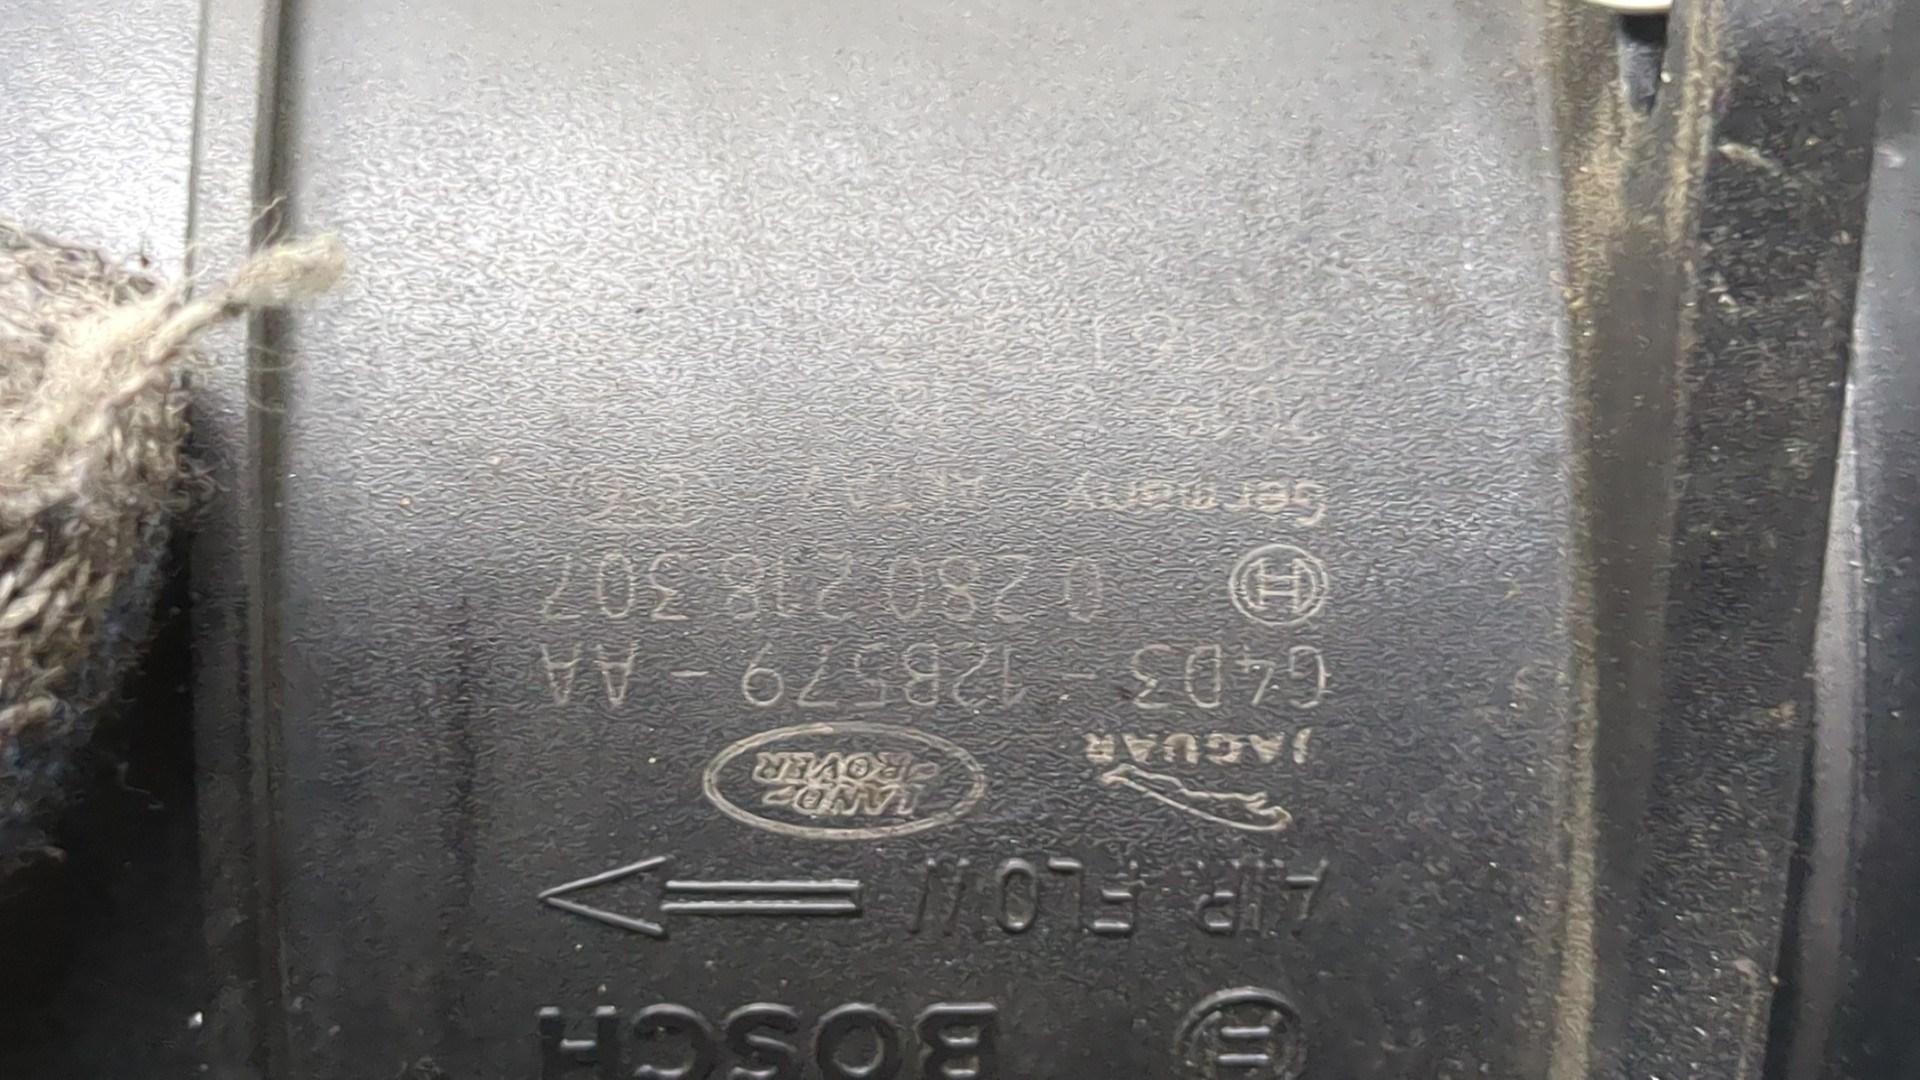 BOSCH
AIR FLOW
JAGUAR LAND ROVER
G4D3 - 12B579 - AA
0 280 218 307
Germany